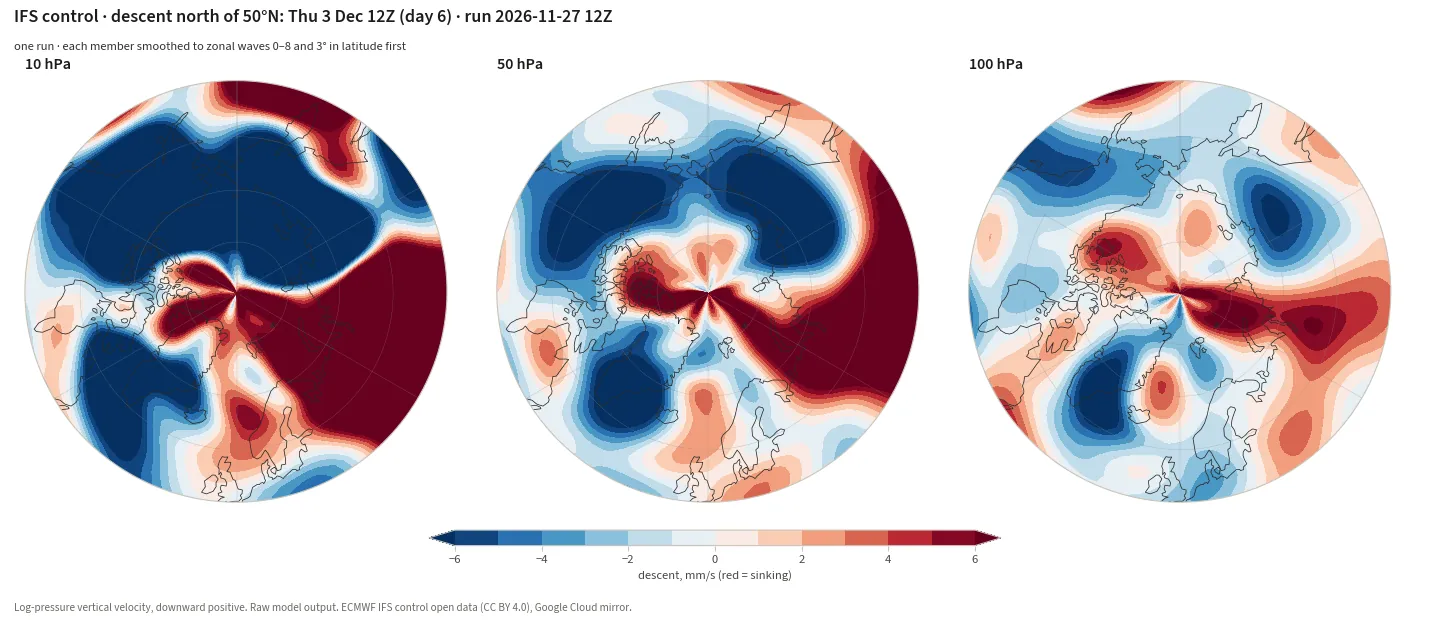 IFS control · descent north of 50°N: Thu 3 Dec 12Z (day 6) · run 2026-11-27 12Z
one run · each member smoothed to zonal waves 0–8 and 3° in latitude first
10 hPa
50 hPa
100 hPa
−6 −4 −2 0 2 4 6
descent, mm/s (red = sinking)
Log-pressure vertical velocity, downward positive. Raw model output. ECMWF IFS control open data (CC BY 4.0), Google Cloud mirror.